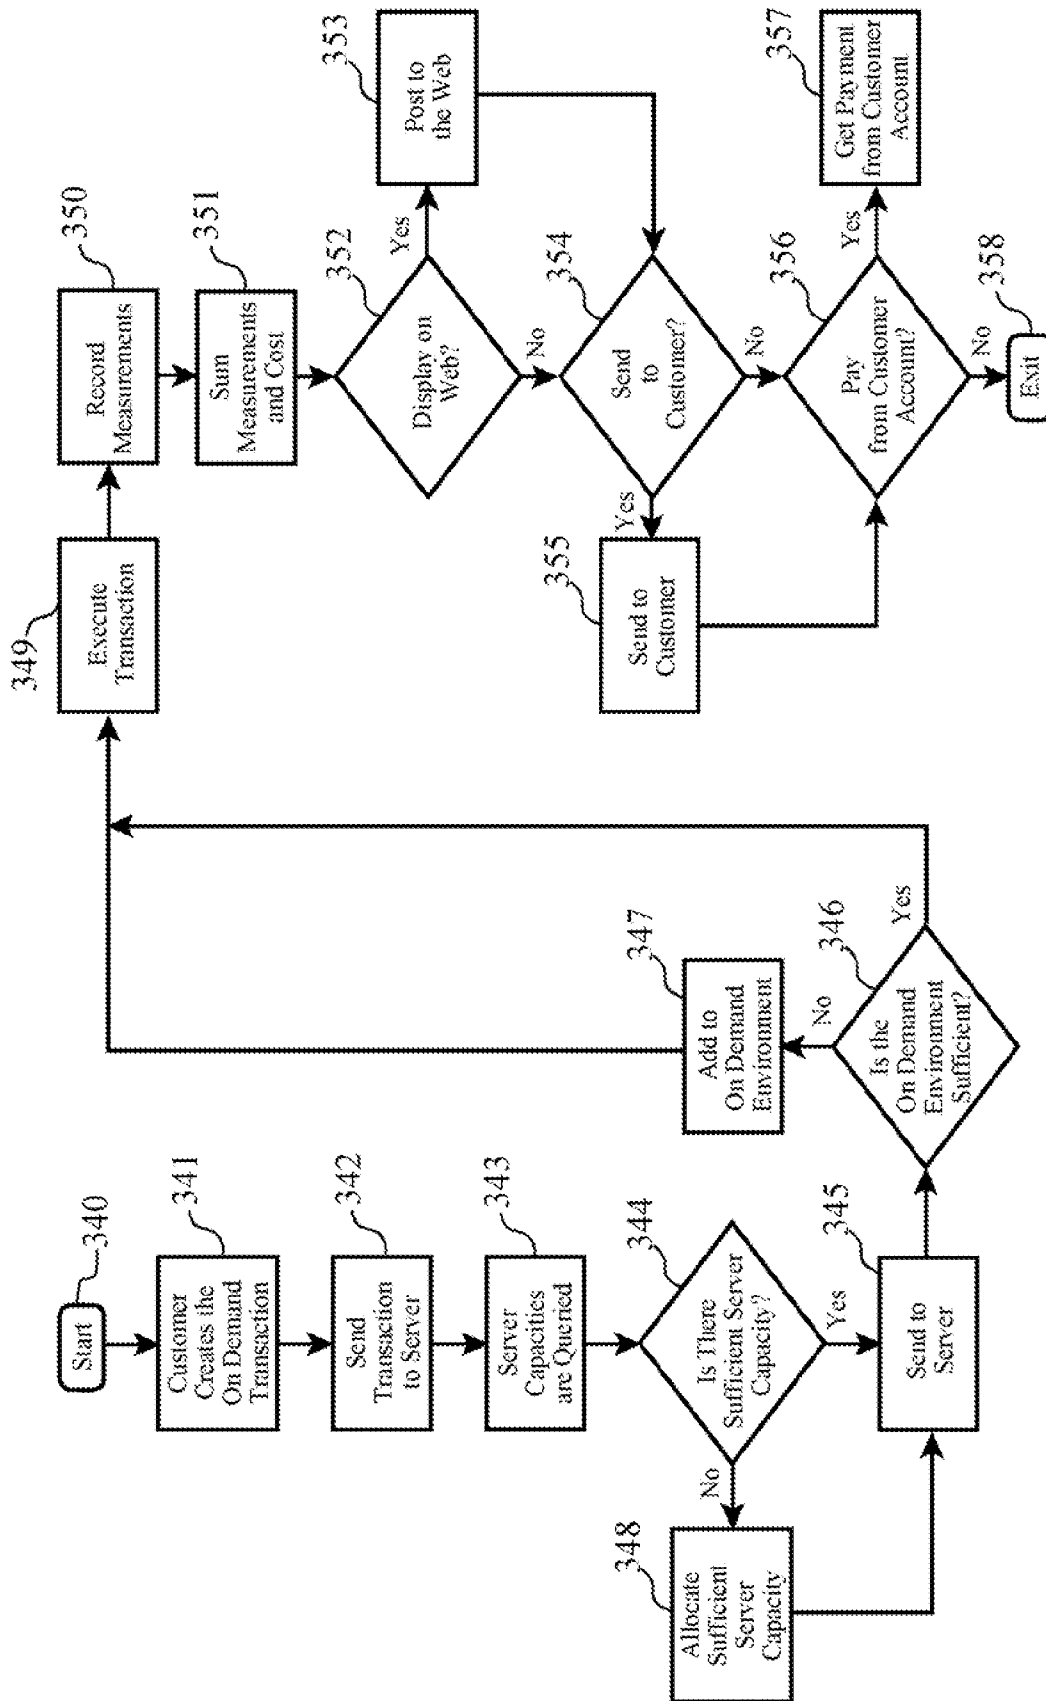 340
Start
341
Customer
Creates the
On Demand
Transaction
342
Send
Transaction
to Server
343
Server
Capacities
are Queried
344
Is There
Sufficient Server
Capacity?
No
Yes
348
Allocate
Sufficient
Server
Capacity
345
Send to
Server
346
Is the
On Demand
Environment
Sufficient?
No
Yes
347
Add to
On Demand
Environment
349
Execute
Transaction
350
Record
Measurements
351
Sum
Measurements
and Cost
352
Display on
Web?
Yes
No
353
Post to
the Web
354
Send
to
Customer?
Yes
No
355
Send to
Customer
356
Pay
from Customer
Account?
Yes
No
357
Get Payment
from Customer
Account
358
Exit